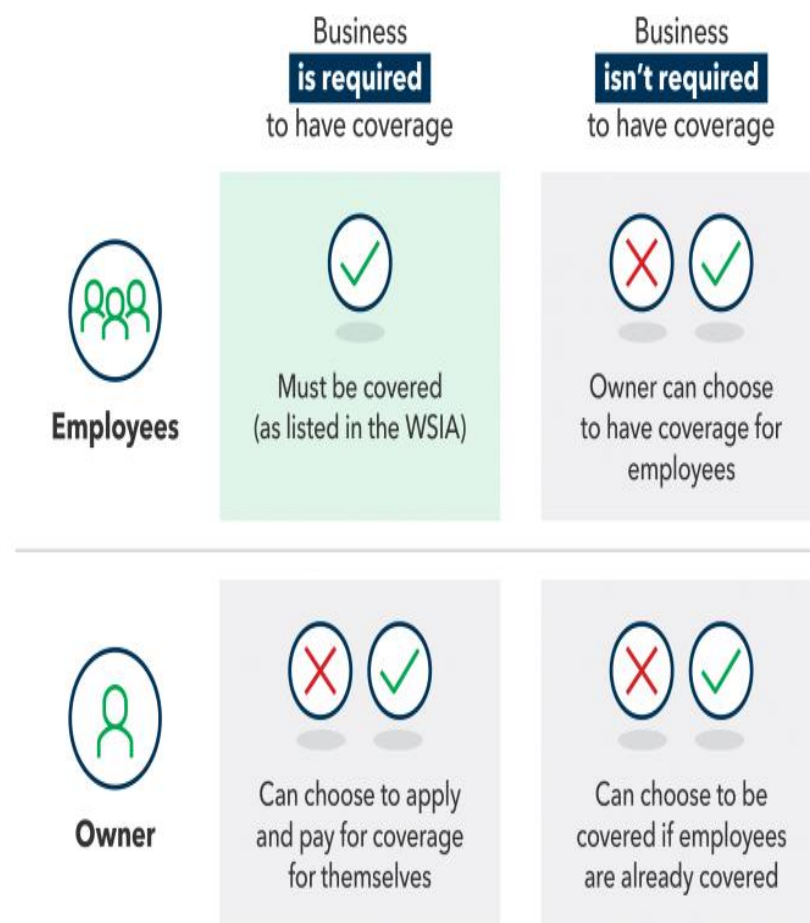 Business
is required
to have coverage
Business
isn't required
to have coverage
Employees
Must be covered
(as listed in the WSIA)
Owner can choose
to have coverage for
employees
Owner
Can choose to apply
and pay for coverage
for themselves
Can choose to be
covered if employees
are already covered